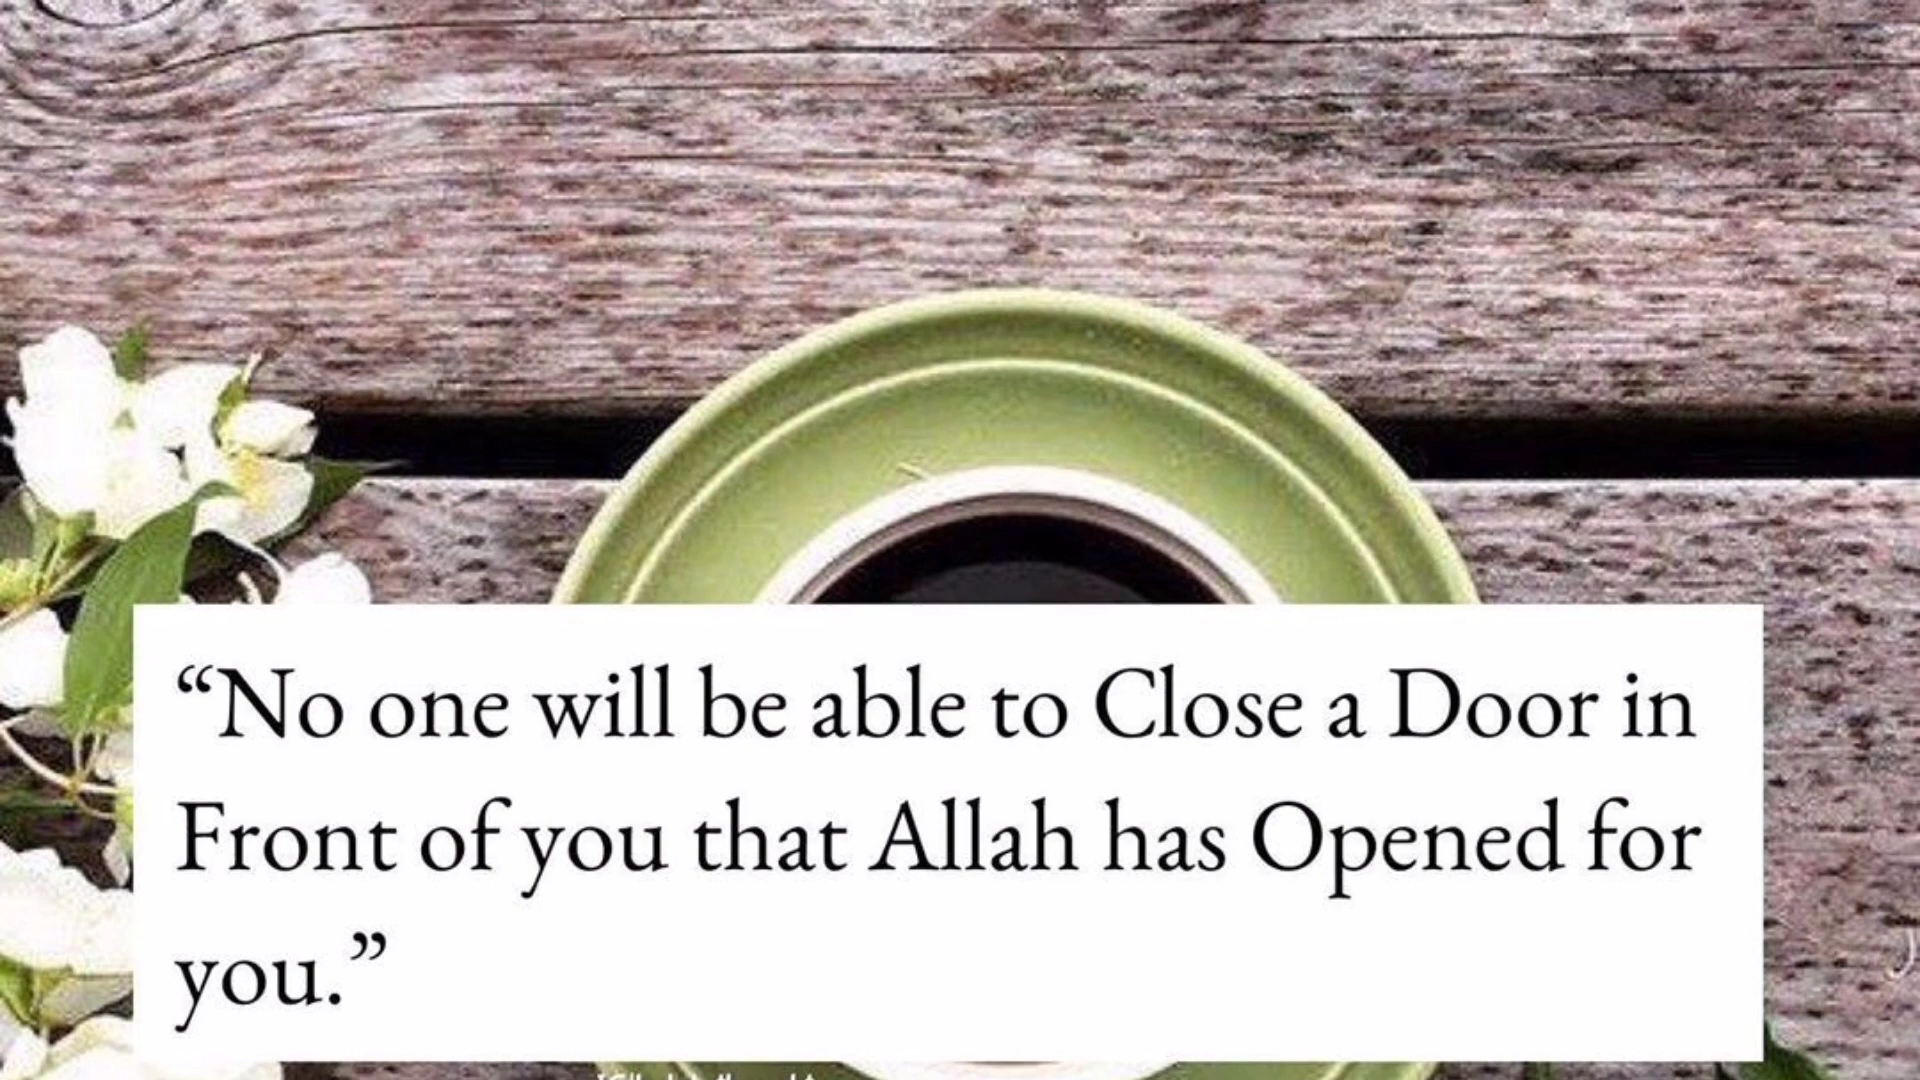 “No one will be able to Close a Door in
Front of you that Allah has Opened for
you.”